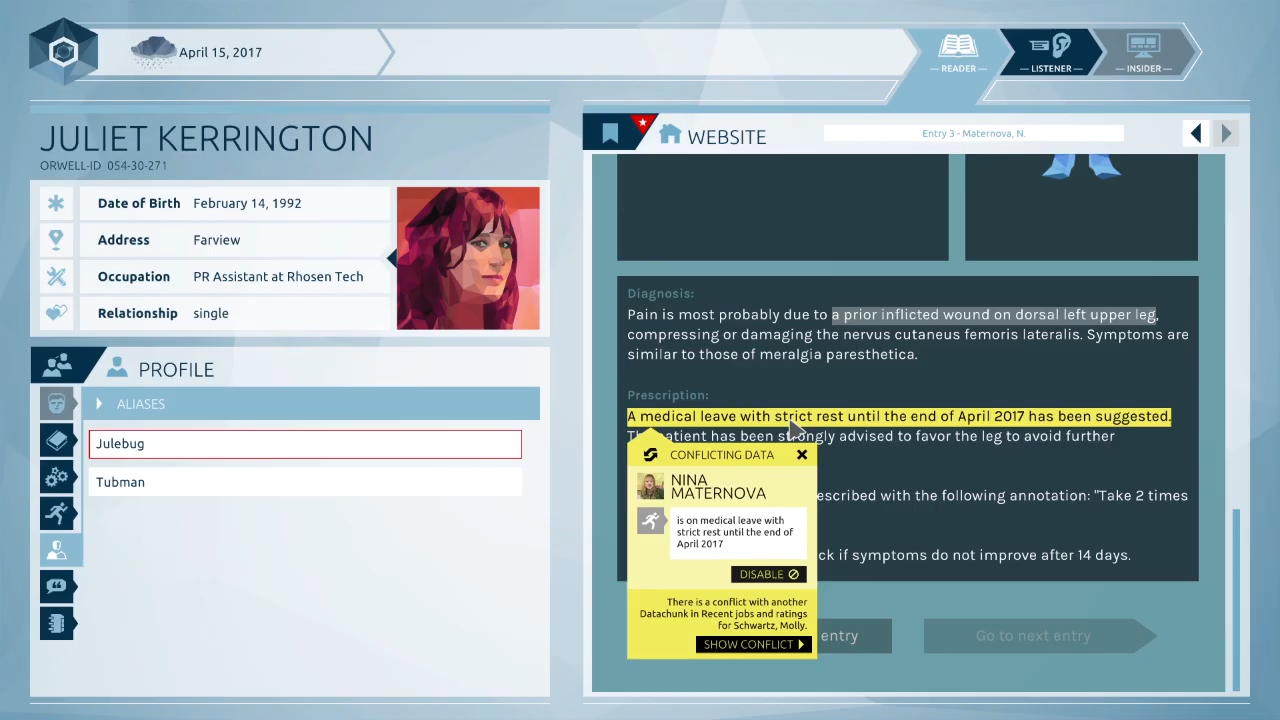 April 15, 2017
READER
LISTENER
INSIDER
JULIET KERRINGTON
ORWELL-ID 054-30-271
Date of Birth February 14, 1992
Address Farview
Occupation PR Assistant at Rhosen Tech
Relationship single
PROFILE
ALIASES
Julebug
Tubman
WEBSITE
Entry 3 - Maternova, N.
Diagnosis:
Pain is most probably due to a prior inflicted wound on dorsal left upper leg,
compressing or damaging the nervus cutaneus femoris lateralis. Symptoms are
similar to those of meralgia paresthetica.
Prescription:
A medical leave with strict rest until the end of April 2017 has been suggested.
The patient has been strongly advised to favor the leg to avoid further
CONFLICTING DATA
NINA
MATERNOVA
is on medical leave with
strict rest until the end of
April 2017
DISABLE
There is a conflict with another
Datachunk in Recent jobs and ratings
for Schwartz, Molly.
SHOW CONFLICT
escribed with the following annotation: "Take 2 times
ck if symptoms do not improve after 14 days.
entry
Go to next entry